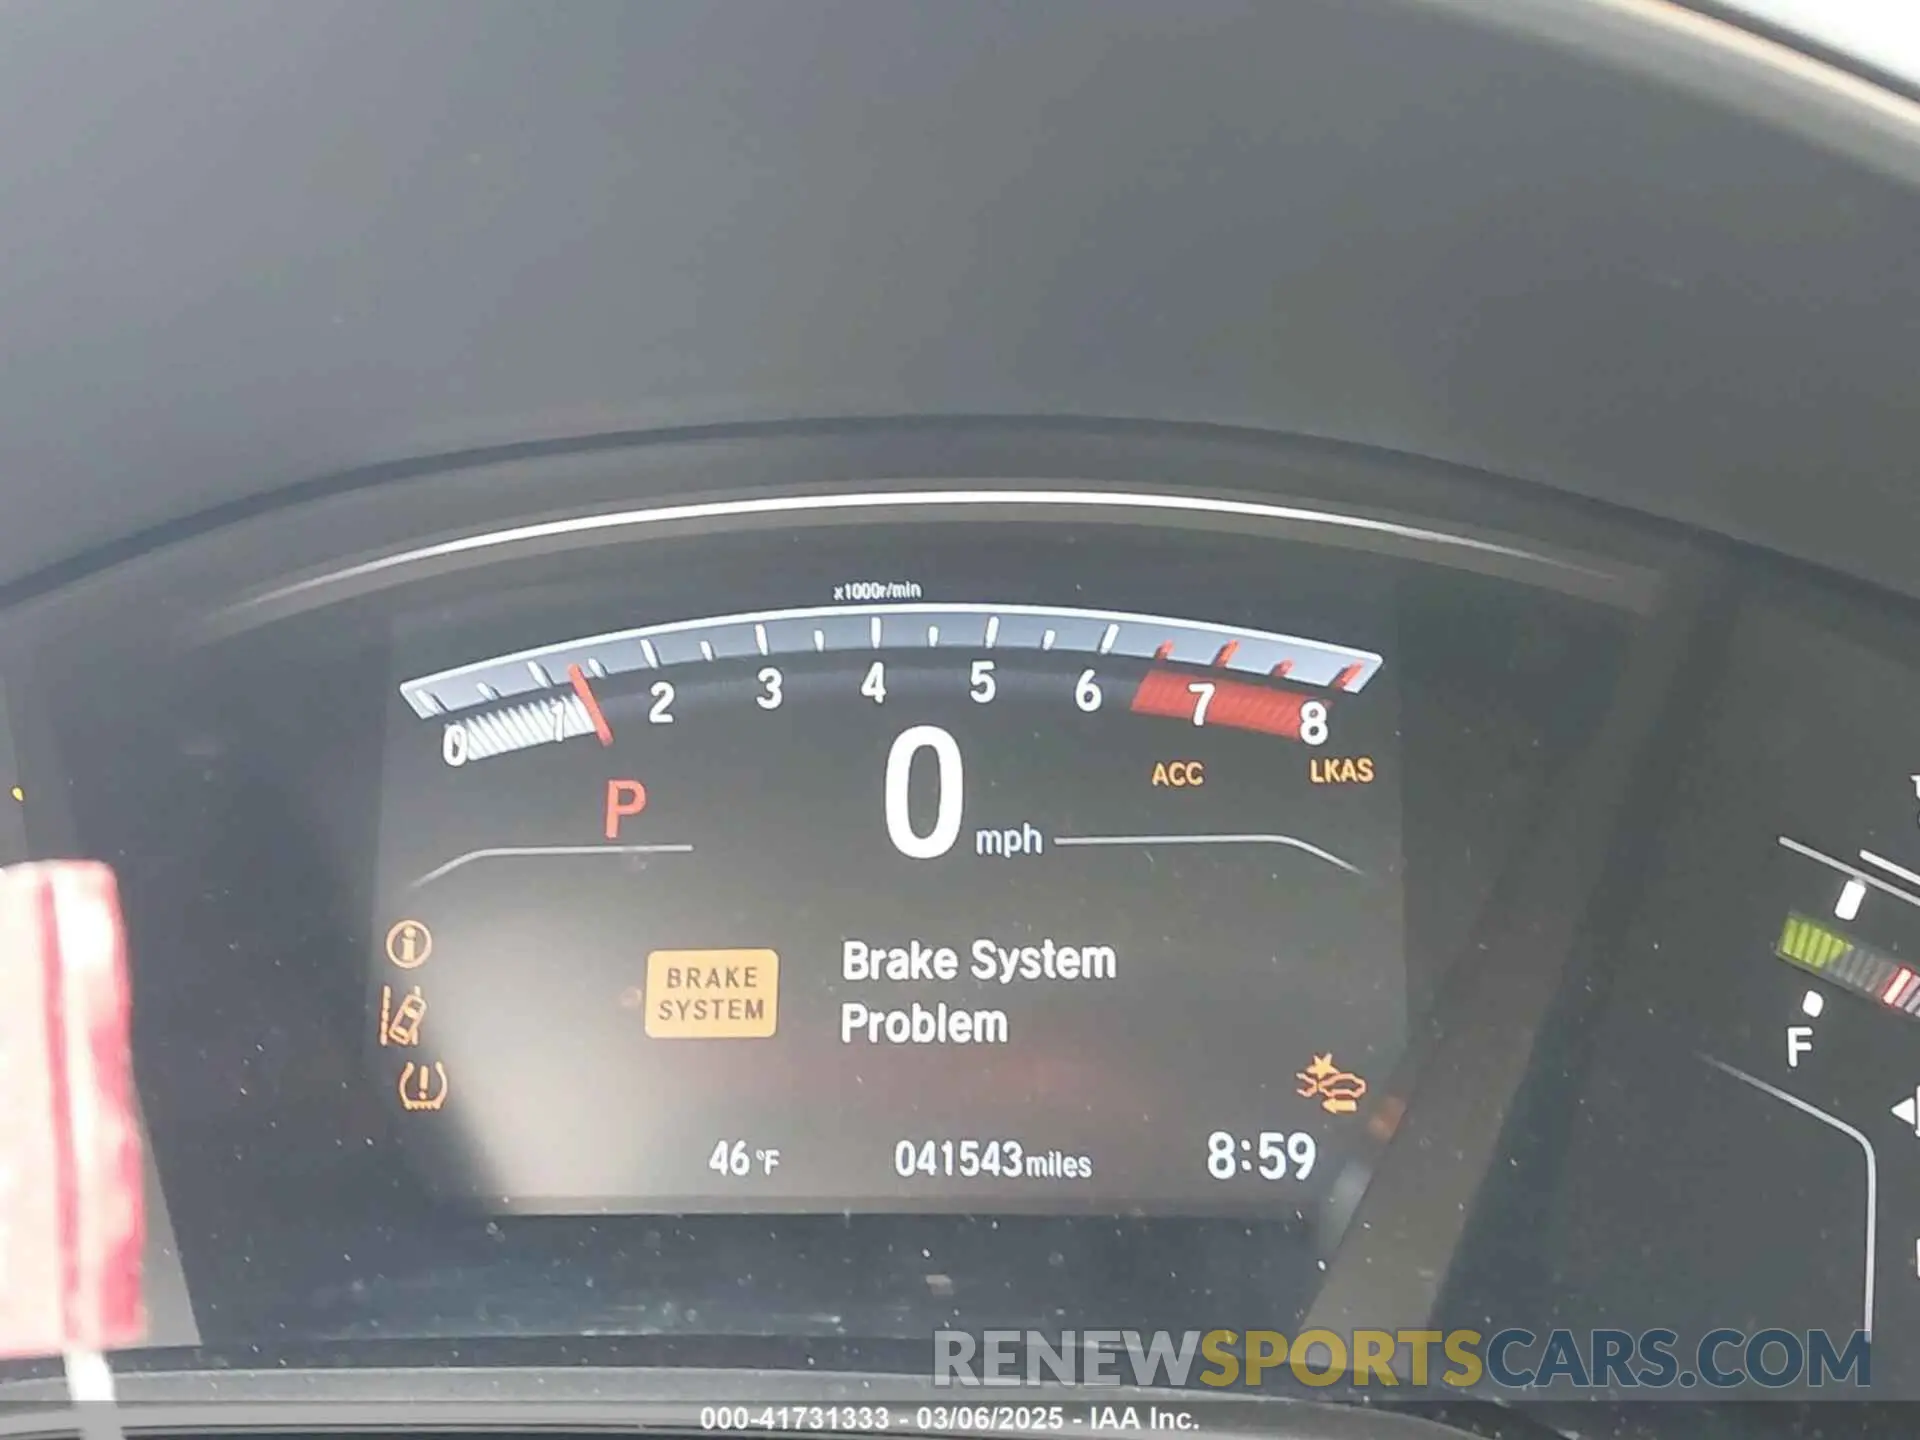 x1000r/min
0 1 2 3 4 5 6 7 8
ACC LKAS
P 0 mph
BRAKE SYSTEM
Brake System
Problem
F
46°F 041543miles 8:59
RENEWSPORTSCARS.COM
000-41731333 - 03/06/2025 - IAA Inc.